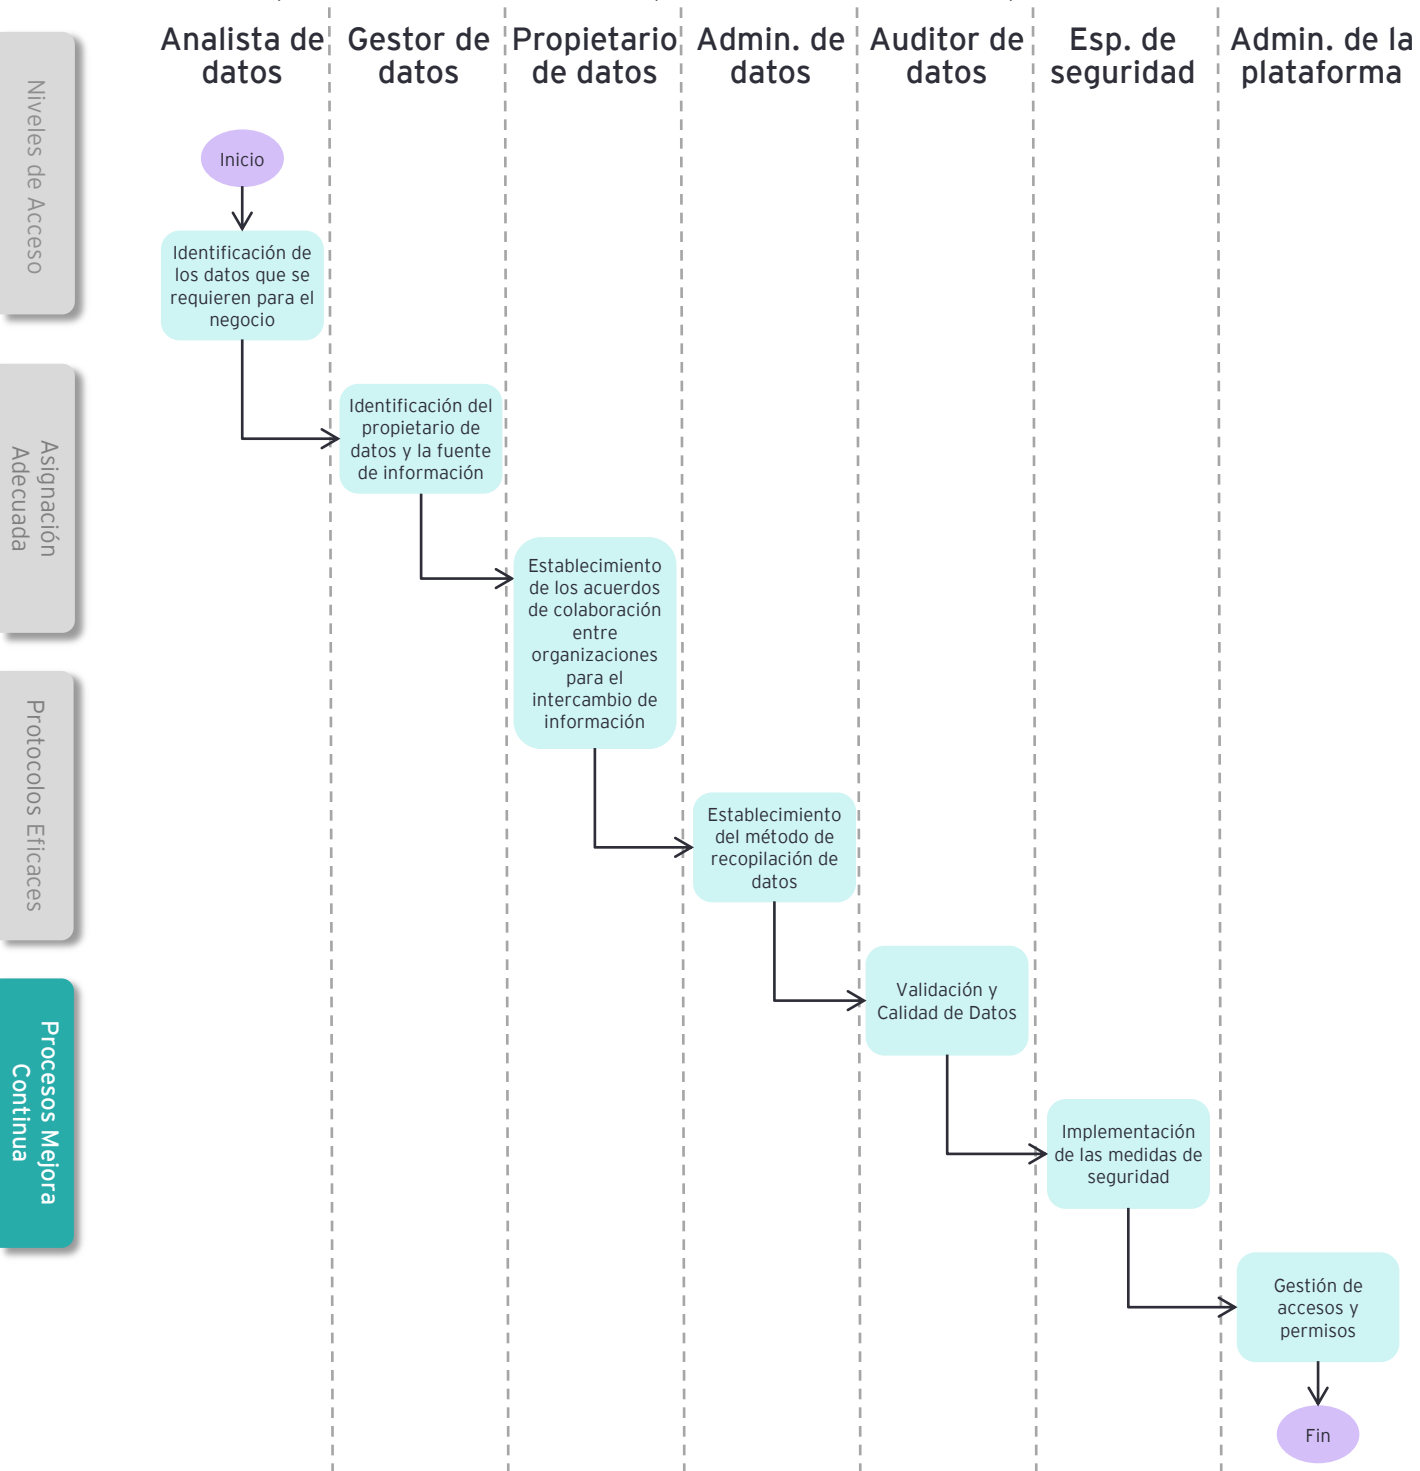 Analista de
datos
Gestor de
datos
Propietario
de datos
Admin. de
datos
Auditor de
datos
Esp. de
seguridad
Admin. de la
plataforma
Niveles de Acceso
Asignación
Adecuada
Protocolos Eficaces
Procesos Mejora
Continua
Inicio
Identificación de
los datos que se
requieren para el
negocio
Identificación del
propietario de
datos y la fuente
de información
Establecimiento
de los acuerdos
de colaboración
entre
organizaciones
para el
intercambio de
información
Establecimiento
del método de
recopilación de
datos
Validación y
Calidad de Datos
Implementación
de las medidas de
seguridad
Gestión de
accesos y
permisos
Fin